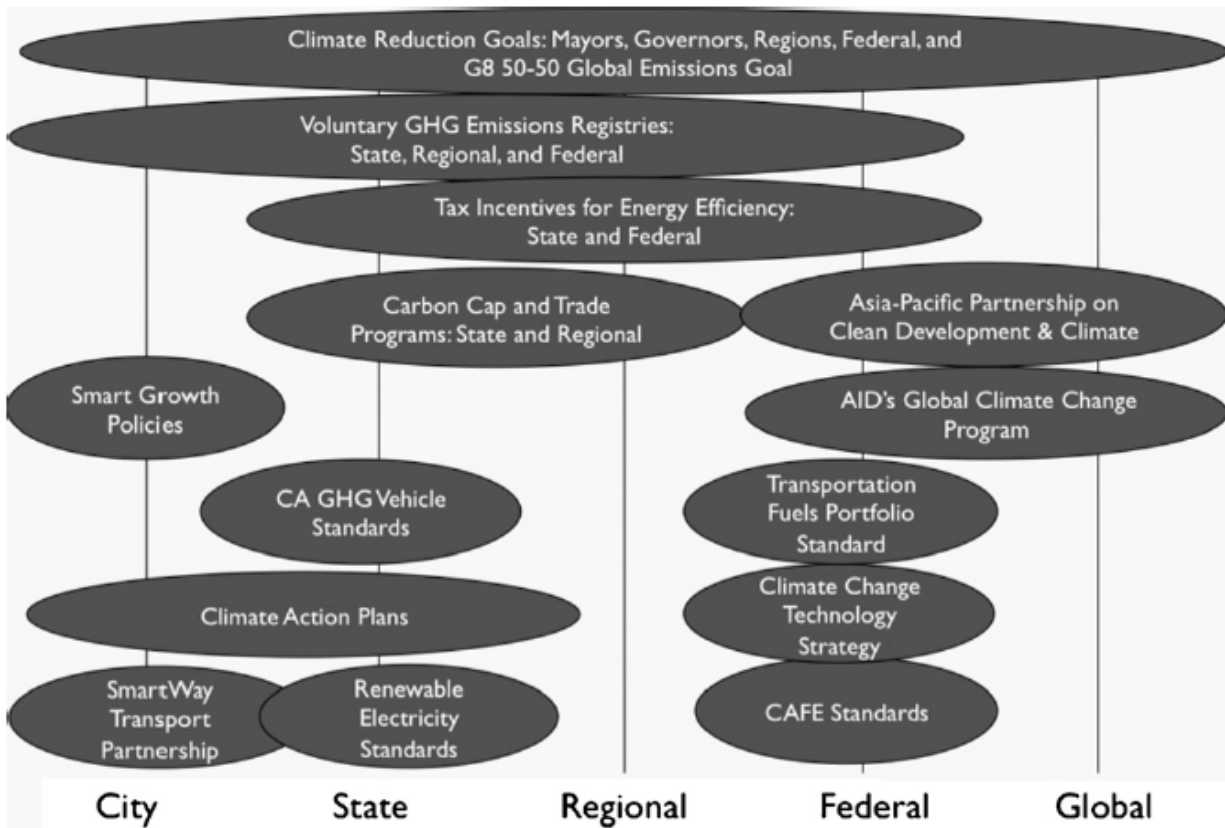 Climate Reduction Goals: Mayors, Governors, Regions, Federal, and
G8 50-50 Global Emissions Goal
Voluntary GHG Emissions Registries:
State, Regional, and Federal
Tax Incentives for Energy Efficiency:
State and Federal
Carbon Cap and Trade
Programs: State and Regional
Asia-Pacific Partnership on
Clean Development & Climate
Smart Growth
Policies
AID's Global Climate Change
Program
CA GHG Vehicle
Standards
Transportation
Fuels Portfolio
Standard
Climate Action Plans
Climate Change
Technology
Strategy
SmartWay
Transport
Partnership
Renewable
Electricity
Standards
CAFE Standards
City
State
Regional
Federal
Global